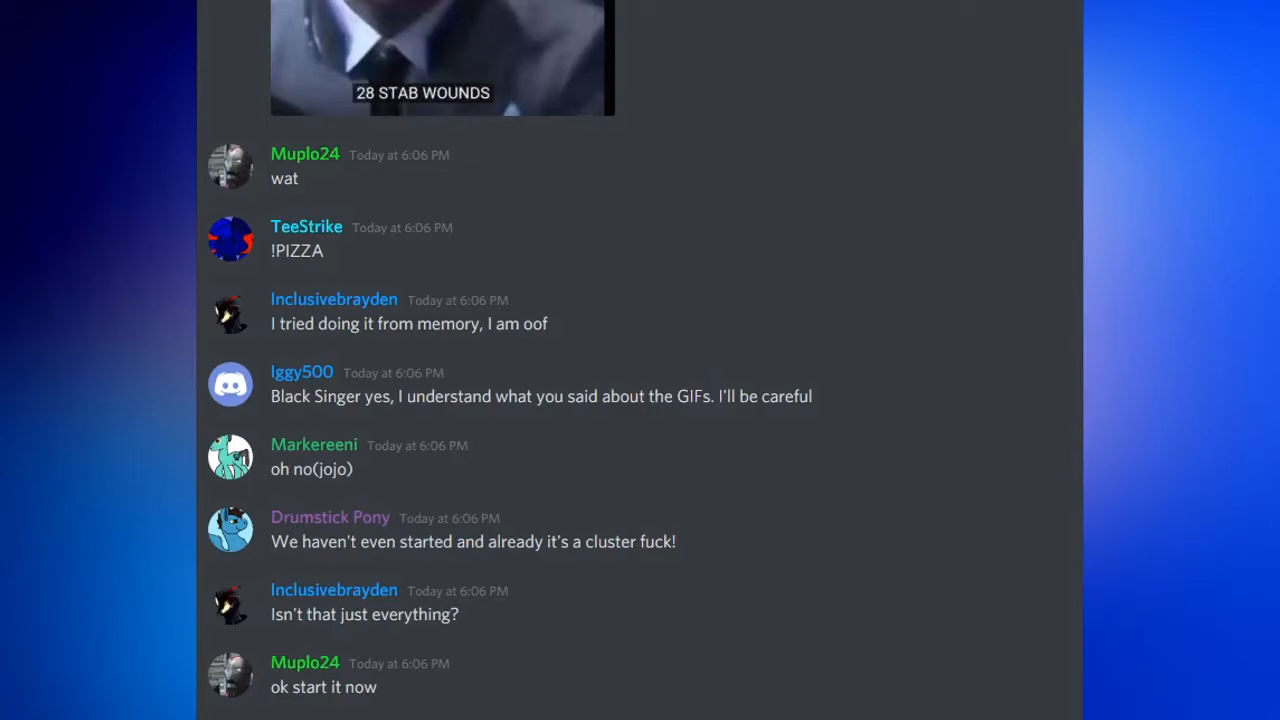 28 STAB WOUNDS
Muplo24 Today at 6:06 PM
wat
TeeStrike Today at 6:06 PM
!PIZZA
Inclusivebrayden Today at 6:06 PM
I tried doing it from memory, I am oof
Iggy500 Today at 6:06 PM
Black Singer yes, I understand what you said about the GIFs. I'll be careful
Markereeni Today at 6:06 PM
oh no(jojo)
Drumstick Pony Today at 6:06 PM
We haven't even started and already it's a cluster fuck!
Inclusivebrayden Today at 6:06 PM
Isn't that just everything?
Muplo24 Today at 6:06 PM
ok start it now